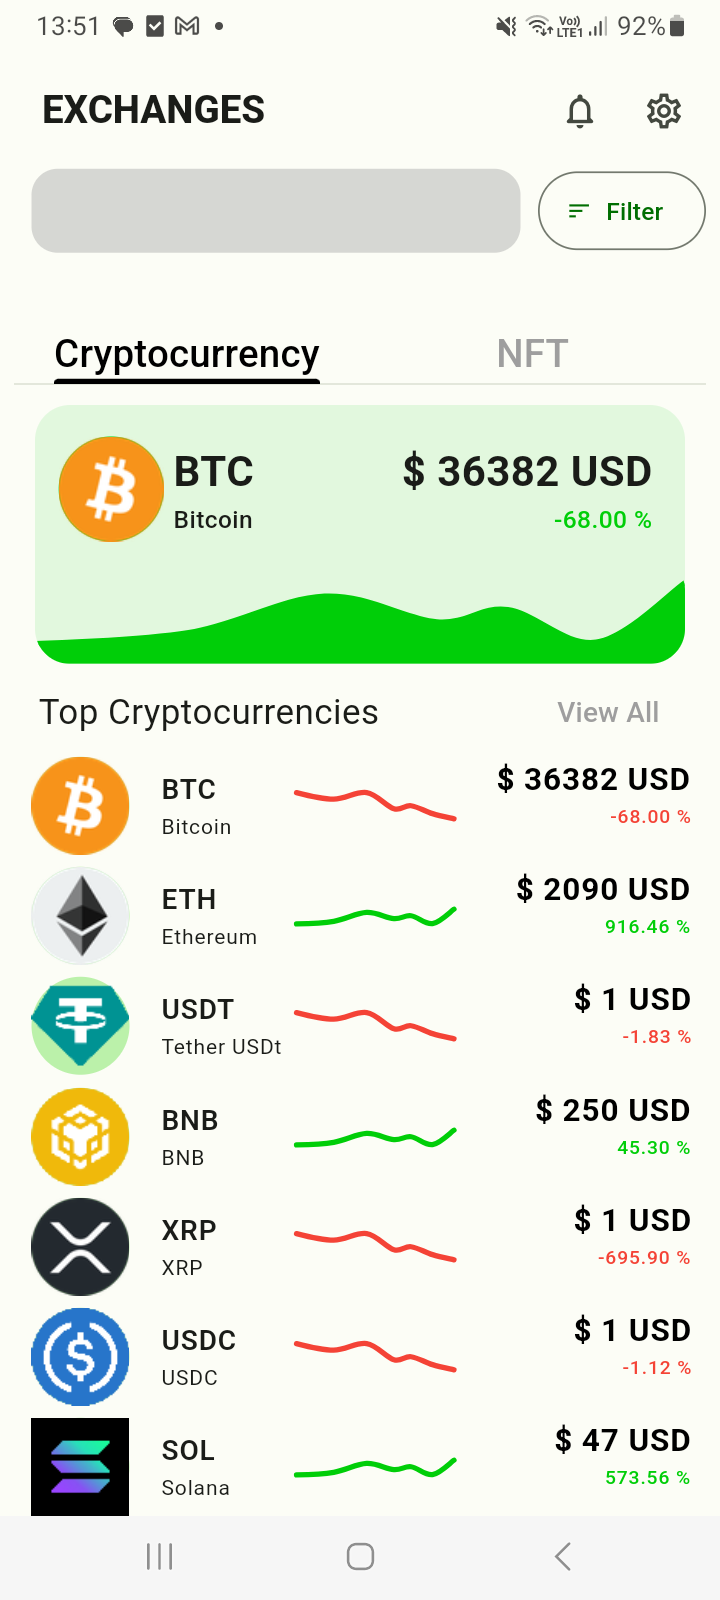 13:51 Vo)) LTE1 92%
EXCHANGES
Filter
Cryptocurrency NFT
BTC $ 36382 USD
Bitcoin -68.00 %
Top Cryptocurrencies View All
BTC $ 36382 USD
Bitcoin -68.00 %
ETH $ 2090 USD
Ethereum 916.46 %
USDT $ 1 USD
Tether USDt -1.83 %
BNB $ 250 USD
BNB 45.30 %
XRP $ 1 USD
XRP -695.90 %
USDC $ 1 USD
USDC -1.12 %
SOL $ 47 USD
Solana 573.56 %